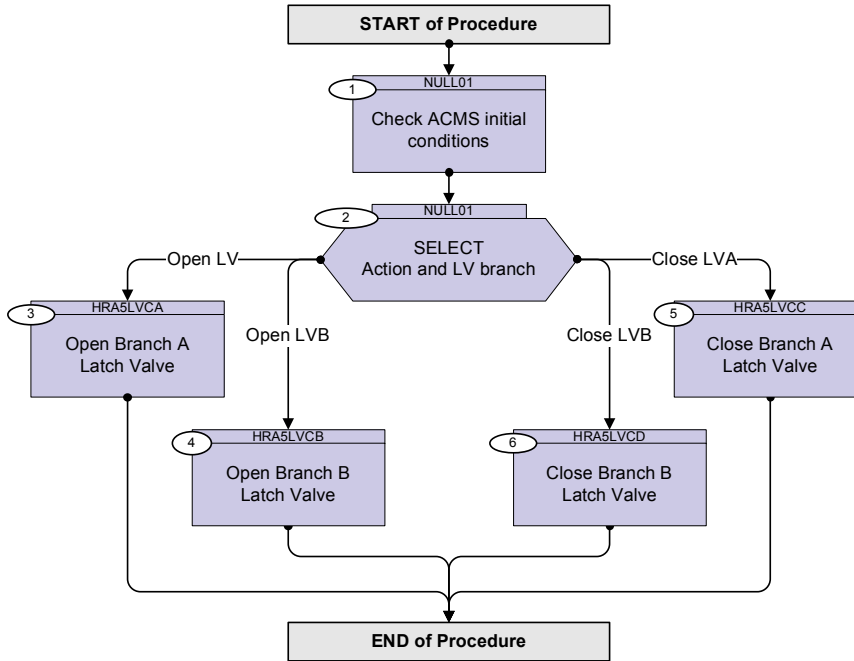 START of Procedure
NULL01
1
Check ACMS initial
conditions
NULL01
2
SELECT
Action and LV branch
Open LV
Close LVA
HRA5LVCA
3
Open Branch A
Latch Valve
Open LVB
Close LVB
HRA5LVCC
5
Close Branch A
Latch Valve
HRA5LVCB
4
Open Branch B
Latch Valve
HRA5LVCD
6
Close Branch B
Latch Valve
END of Procedure